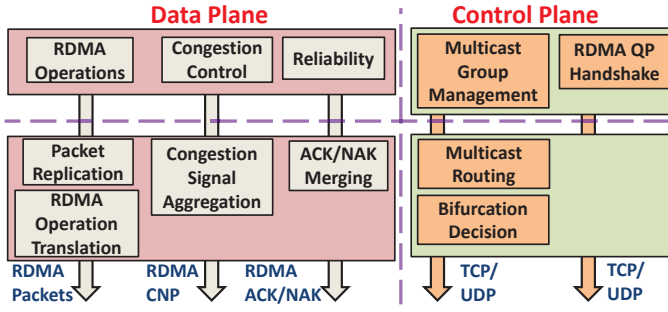 Data Plane
Control Plane
RDMA
Operations
Congestion
Control
Reliability
Multicast
Group
Management
RDMA QP
Handshake
Packet
Replication
RDMA
Operation
Translation
Congestion
Signal
Aggregation
ACK/NAK
Merging
Multicast
Routing
Bifurcation
Decision
RDMA
Packets
RDMA
CNP
RDMA
ACK/NAK
TCP/
UDP
TCP/
UDP